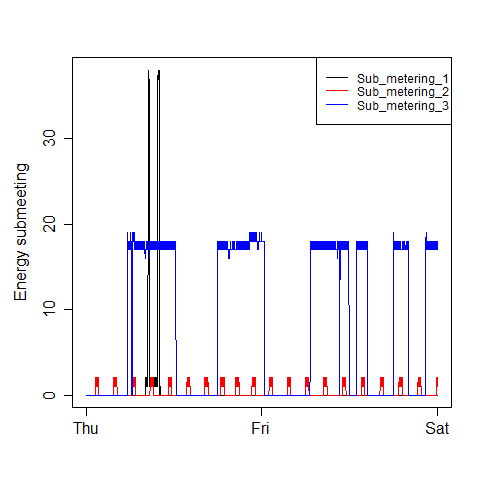 Sub_metering_1
Sub_metering_2
Sub_metering_3
Energy submeeting
30
20
10
0
Thu Fri Sat